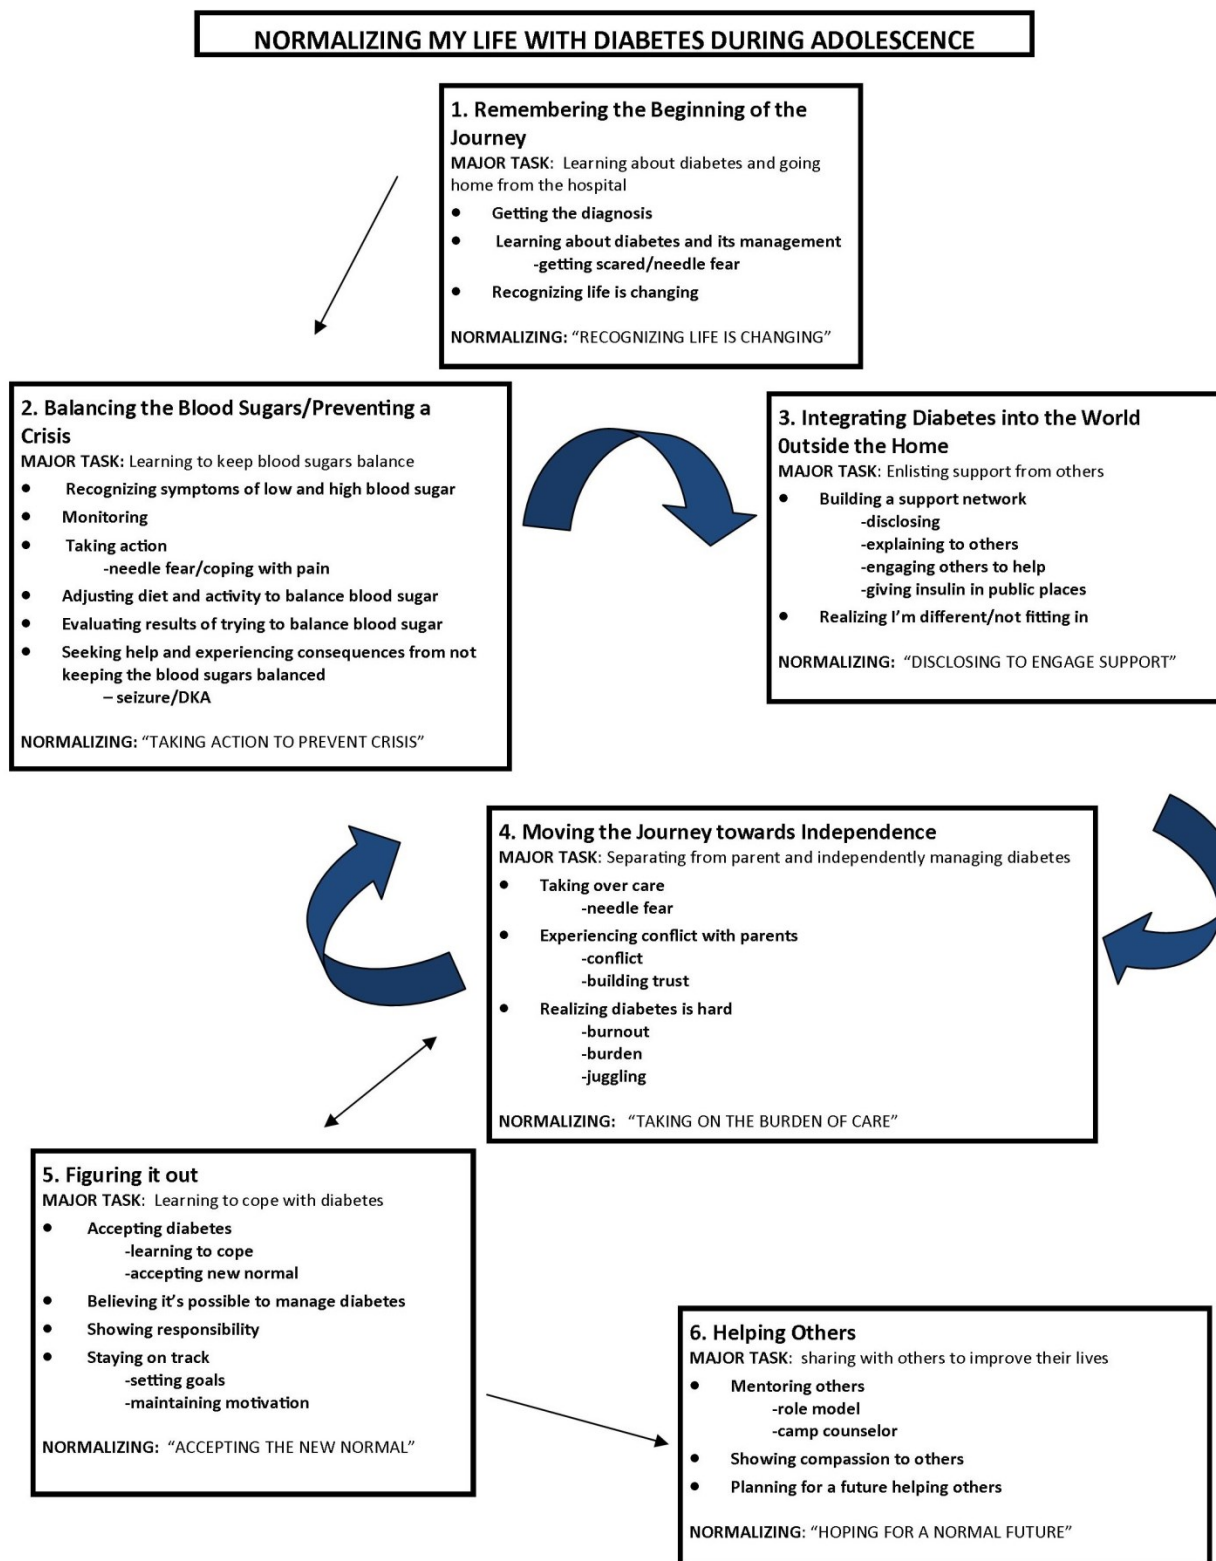 NORMALIZING MY LIFE WITH DIABETES DURING ADOLESCENCE
1. Remembering the Beginning of the
Journey
MAJOR TASK: Learning about diabetes and going
home from the hospital
● Getting the diagnosis
● Learning about diabetes and its management
-getting scared/needle fear
● Recognizing life is changing
NORMALIZING: “RECOGNIZING LIFE IS CHANGING”
2. Balancing the Blood Sugars/Preventing a
Crisis
MAJOR TASK: Learning to keep blood sugars balance
● Recognizing symptoms of low and high blood sugar
● Monitoring
● Taking action
-needle fear/coping with pain
● Adjusting diet and activity to balance blood sugar
● Evaluating results of trying to balance blood sugar
● Seeking help and experiencing consequences from not
keeping the blood sugars balanced
– seizure/DKA
NORMALIZING: “TAKING ACTION TO PREVENT CRISIS”
3. Integrating Diabetes into the World
0utside the Home
MAJOR TASK: Enlisting support from others
● Building a support network
-disclosing
-explaining to others
-engaging others to help
-giving insulin in public places
● Realizing I’m different/not fitting in
NORMALIZING: “DISCLOSING TO ENGAGE SUPPORT”
4. Moving the Journey towards Independence
MAJOR TASK: Separating from parent and independently managing diabetes
● Taking over care
-needle fear
● Experiencing conflict with parents
-conflict
-building trust
● Realizing diabetes is hard
-burnout
-burden
-juggling
NORMALIZING: “TAKING ON THE BURDEN OF CARE”
5. Figuring it out
MAJOR TASK: Learning to cope with diabetes
● Accepting diabetes
-learning to cope
-accepting new normal
● Believing it’s possible to manage diabetes
● Showing responsibility
● Staying on track
-setting goals
-maintaining motivation
NORMALIZING: “ACCEPTING THE NEW NORMAL”
6. Helping Others
MAJOR TASK: sharing with others to improve their lives
● Mentoring others
-role model
-camp counselor
● Showing compassion to others
● Planning for a future helping others
NORMALIZING: “HOPING FOR A NORMAL FUTURE”